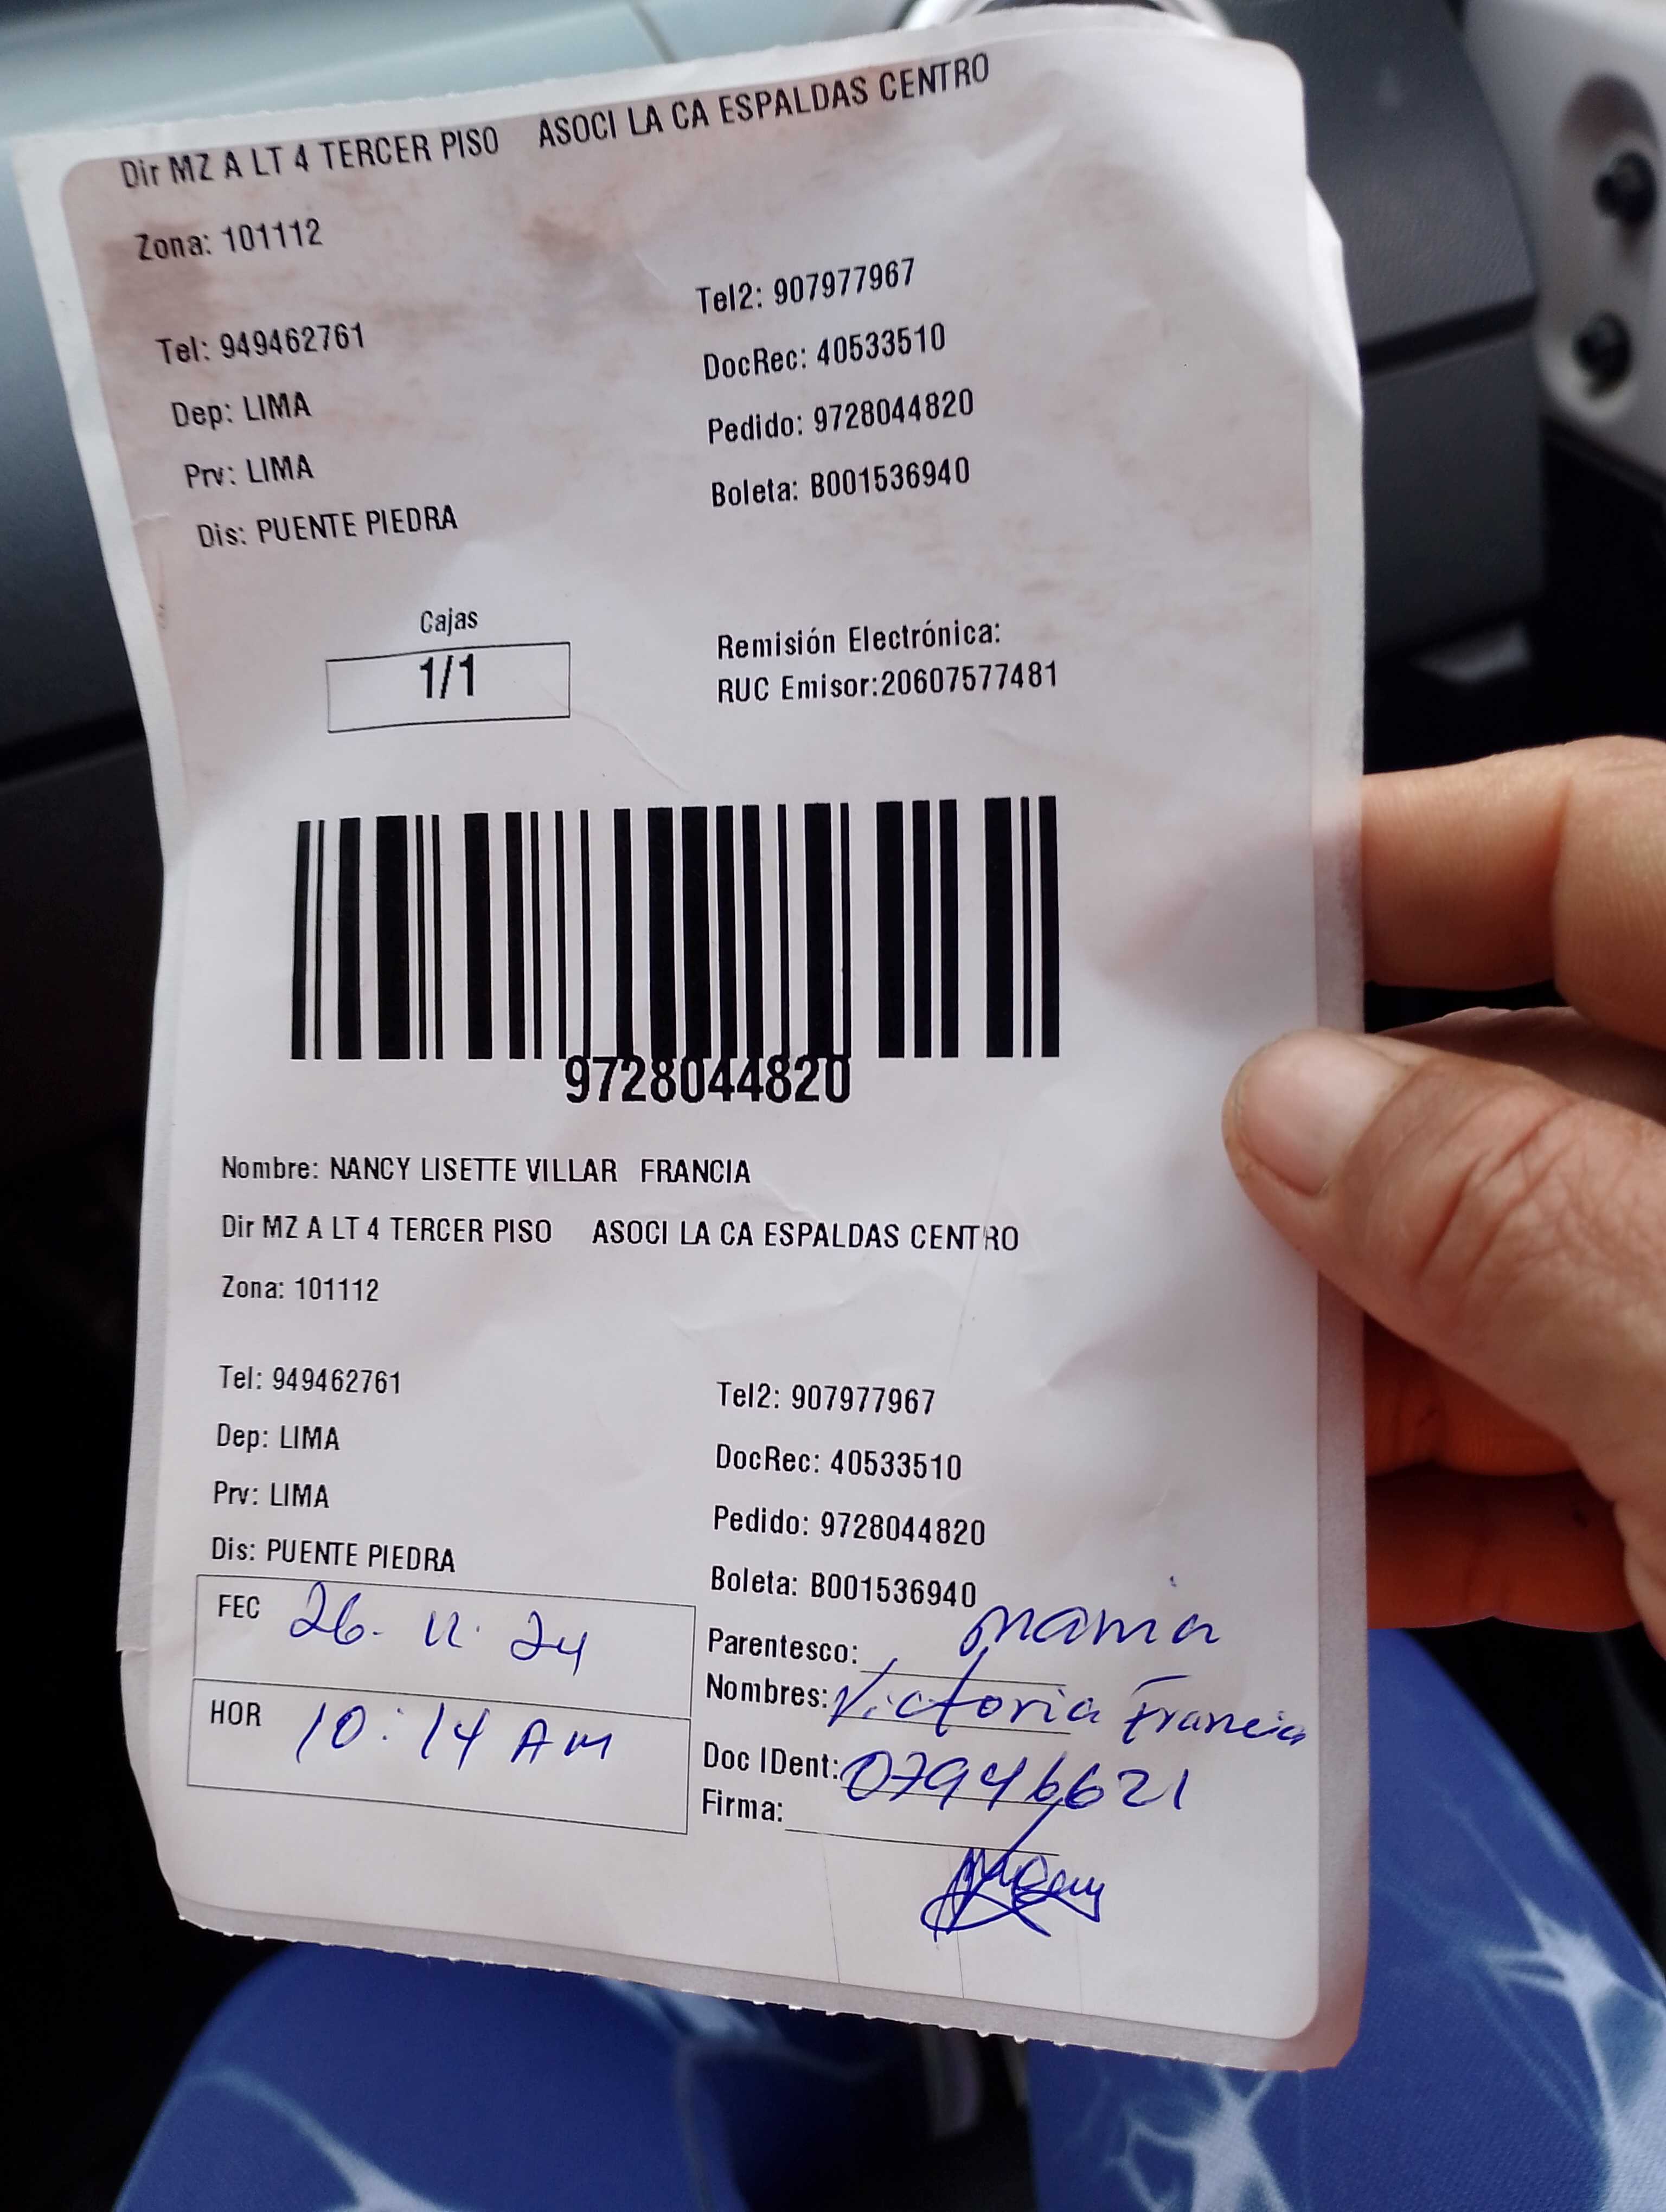 Dir MZ A LT 4 TERCER PISO ASOCI LA CA ESPALDAS CENTRO
Zona: 101112
Tel: 949462761 Tel2: 907977967
Dep: LIMA DocRec: 40533510
Prv: LIMA Pedido: 9728044820
Dis: PUENTE PIEDRA Boleta: B001536940
Cajas
1/1
Remisión Electrónica:
RUC Emisor:20607577481
9728044820
Nombre: NANCY LISETTE VILLAR FRANCIA
Dir MZ A LT 4 TERCER PISO ASOCI LA CA ESPALDAS CENTRO
Zona: 101112
Tel: 949462761 Tel2: 907977967
Dep: LIMA DocRec: 40533510
Prv: LIMA Pedido: 9728044820
Dis: PUENTE PIEDRA Boleta: B001536940
FEC 26. 11. 24
HOR 10:14 AM
Parentesco: mama
Nombres: Victoria Francia
Doc IDent: 07946621
Firma: